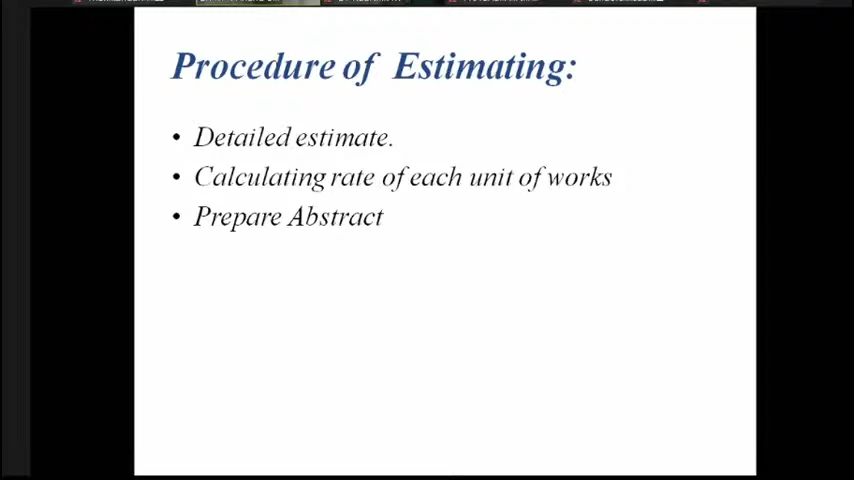 Procedure of Estimating:
• Detailed estimate.
• Calculating rate of each unit of works
• Prepare Abstract